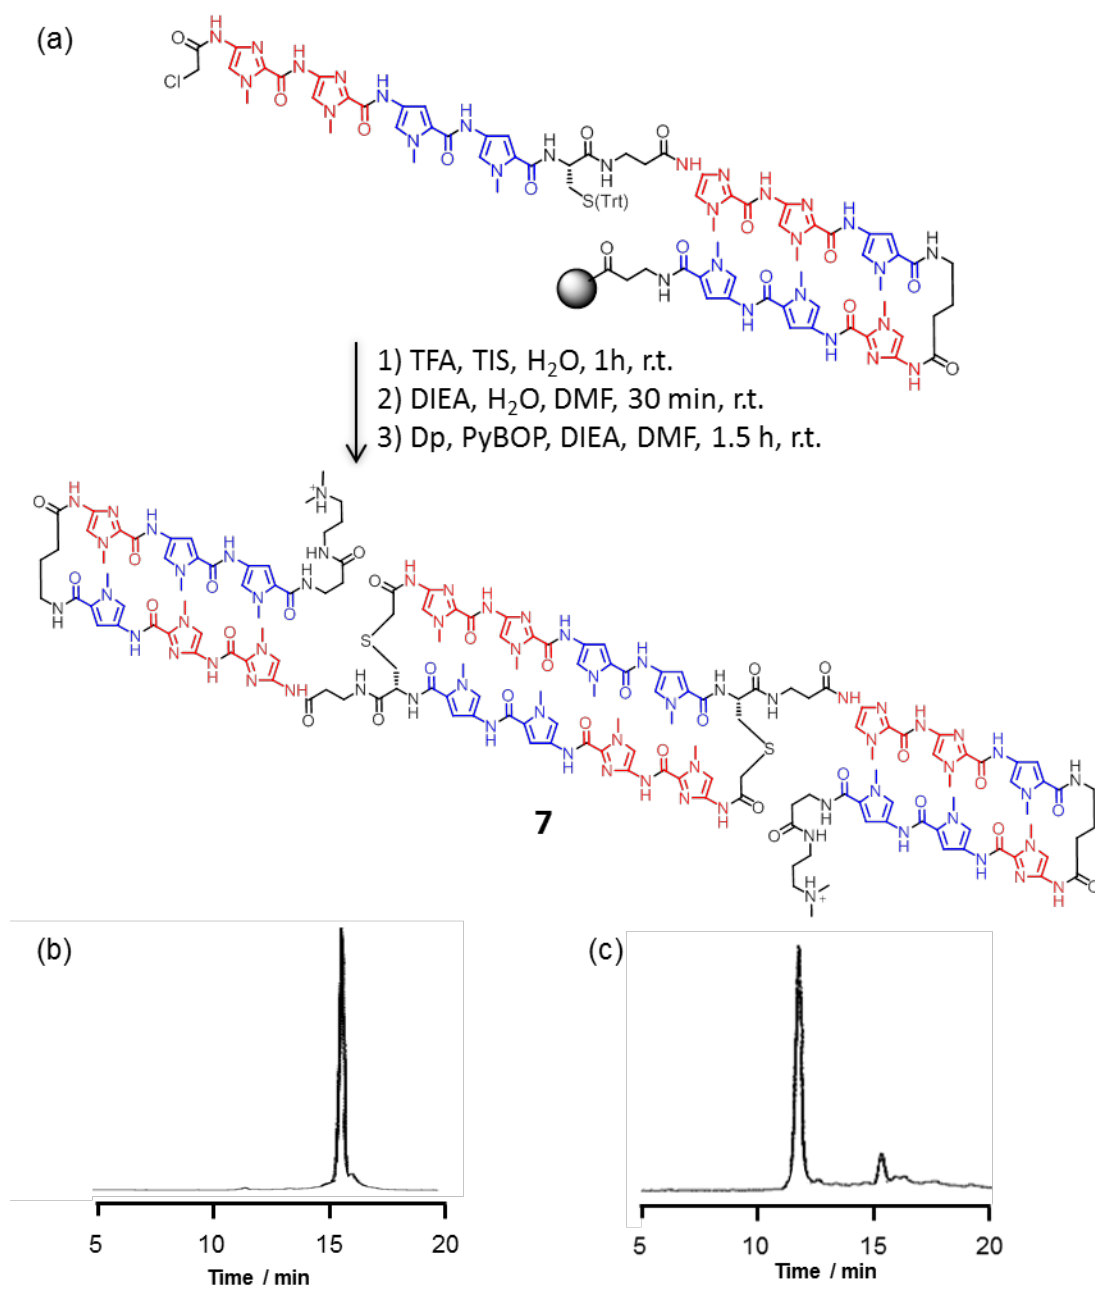 (a)
Cl
S(Trt)
1) TFA, TIS, H₂O, 1h, r.t.
2) DIEA, H₂O, DMF, 30 min, r.t.
3) Dp, PyBOP, DIEA, DMF, 1.5 h, r.t.
7
(b)
(c)
5 10 15 20
Time / min
5 10 15 20
Time / min